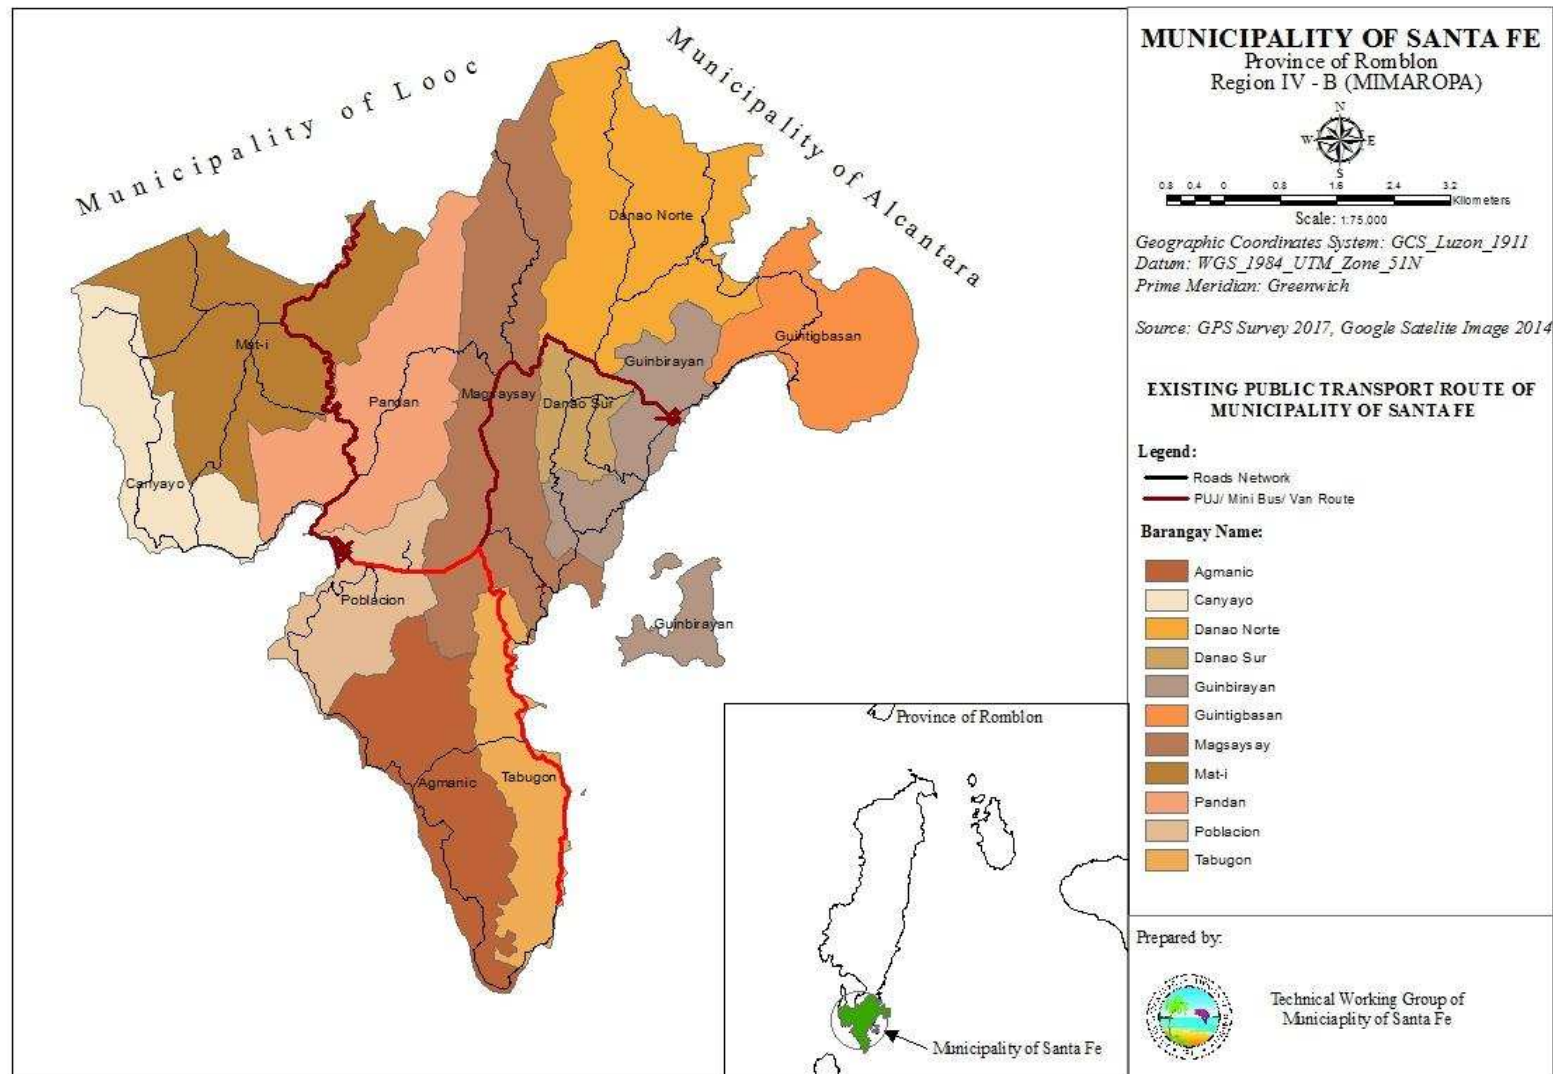 Municipality of Looc
Municipality of Alcantara
Danao Norte
Guintigbasan
Mat-i
Guinbirayan
Pandan
Magsaysay
Danao Sur
Canyayo
Poblacion
Guinbirayan
Agmanic
Tabugon
Province of Romblon
Municipality of Santa Fe
MUNICIPALITY OF SANTA FE
Province of Romblon
Region IV - B (MIMAROPA)
N
W E
S
0.8 0.4 0 0.8 1.6 2.4 3.2
Kilometers
Scale: 1:75,000
Geographic Coordinates System: GCS_Luzon_1911
Datum: WGS_1984_UTM_Zone_51N
Prime Meridian: Greenwich
Source: GPS Survey 2017, Google Satelite Image 2014
EXISTING PUBLIC TRANSPORT ROUTE OF
MUNICIPALITY OF SANTA FE
Legend:
Roads Network
PUJ/ Mini Bus/ Van Route
Barangay Name:
Agmanic
Canyayo
Danao Norte
Danao Sur
Guinbirayan
Guintigbasan
Magsaysay
Mat-i
Pandan
Poblacion
Tabugon
Prepared by:
Technical Working Group of
Municiaplity of Santa Fe